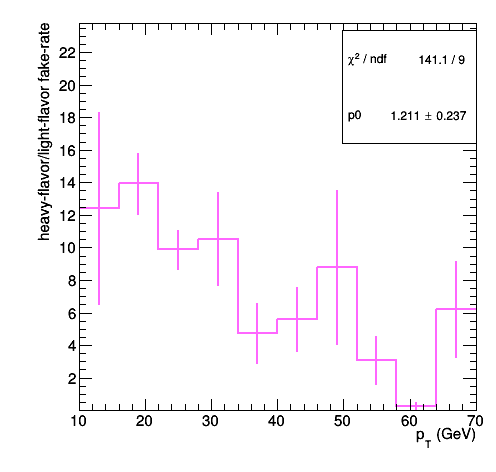 heavy-flavor/light-flavor fake-rate
χ² / ndf 141.1 / 9
p0 1.211 ± 0.237
22
20
18
16
14
12
10
8
6
4
2
10 20 30 40 50 60 70
p_T (GeV)